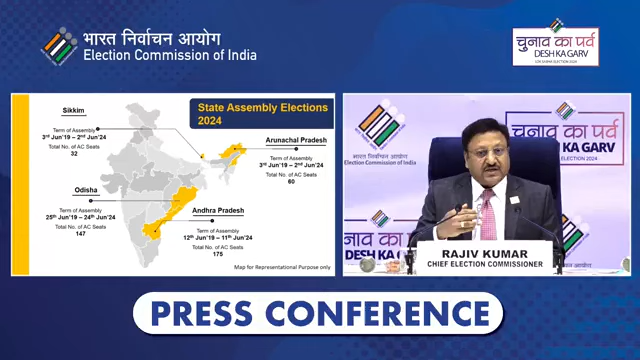 भारत निर्वाचन आयोग
Election Commission of India
चुनाव का पर्व
DESH KA GARV
State Assembly Elections
2024
Sikkim
Term of Assembly
3rd Jun'19 – 2nd Jun'24
Total No. of AC Seats
32
Arunachal Pradesh
Term of Assembly
3rd Jun'19 – 2nd Jun'24
Total No. of AC Seats
60
Odisha
Term of Assembly
25th Jun'19 – 24th Jun'24
Total No. of AC Seats
147
Andhra Pradesh
Term of Assembly
12th Jun'19 – 11th Jun'24
Total No. of AC Seats
175
Map for Representational Purpose only
भारत निर्वाचन आयोग
Election Commission of India
चुनाव का पर्व
H KA GARV
ELECTION 2024
RAJIV KUMAR
CHIEF ELECTION COMMISSIONER
PRESS CONFERENCE